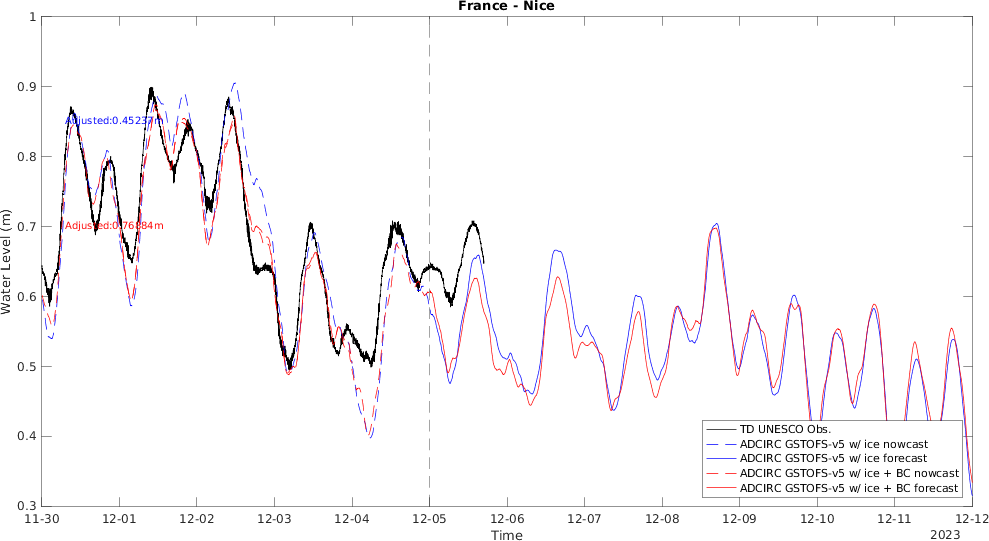 France - Nice
Water Level (m)
1
0.9
0.8
0.7
0.6
0.5
0.4
0.3
Adjusted:0.45237m
Adjusted:0.76884m
TD UNESCO Obs.
ADCIRC GSTOFS-v5 w/ ice nowcast
ADCIRC GSTOFS-v5 w/ ice forecast
ADCIRC GSTOFS-v5 w/ ice + BC nowcast
ADCIRC GSTOFS-v5 w/ ice + BC forecast
11-30 12-01 12-02 12-03 12-04 12-05 12-06 12-07 12-08 12-09 12-10 12-11 12-12
Time
2023